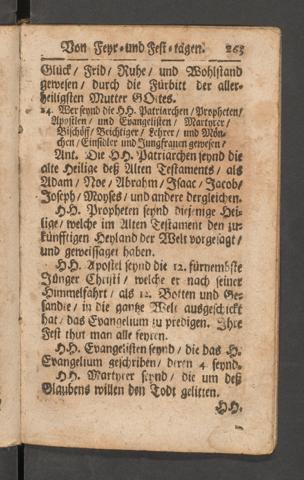 Von Feyr-und Fest-tägen. 263
Glück / Frid / Ruhe / und Wohlstand
gewesen / durch die Fürbitt der aller-
heiligsten Mutter GOttes.
24. Wer seynd die HH. Patriarchen / Propheten /
Aposteln / und Evangelisten / Martyrer /
Bischöff / Beichtiger / Lehrer / und Mön-
chen / Einsidler und Jungfrauen gewesen /
Ant. Die HH. Patriarchen seynd die
alte Heilige deß Alten Testaments / als
Adam / Noe / Abrahm / Isaac / Jacob /
Joseph / Moyses / und andere dergleichen.
HH. Propheten seynd diejenige Hei-
lige / welche im Alten Testament den zu-
künfftigen Heyland der Welt vorgesagt /
und geweissaget haben.
HH. Apostel seynd die 12. fürnembste
Jünger Christi / welche er nach seiner
Himmelfahrt / als 12. Botten und Ge-
sandte / in die gantze Welt ausgeschickt
hat / das Evangelium zu predigen. Ihre
Fest thut man alle feyren.
HH. Evangelisten seynd / die das H.
Evangelium geschriben / deren 4 seynd.
HH. Martyrer seynd / die um deß
Glaubens willen den Todt gelitten.
HH.